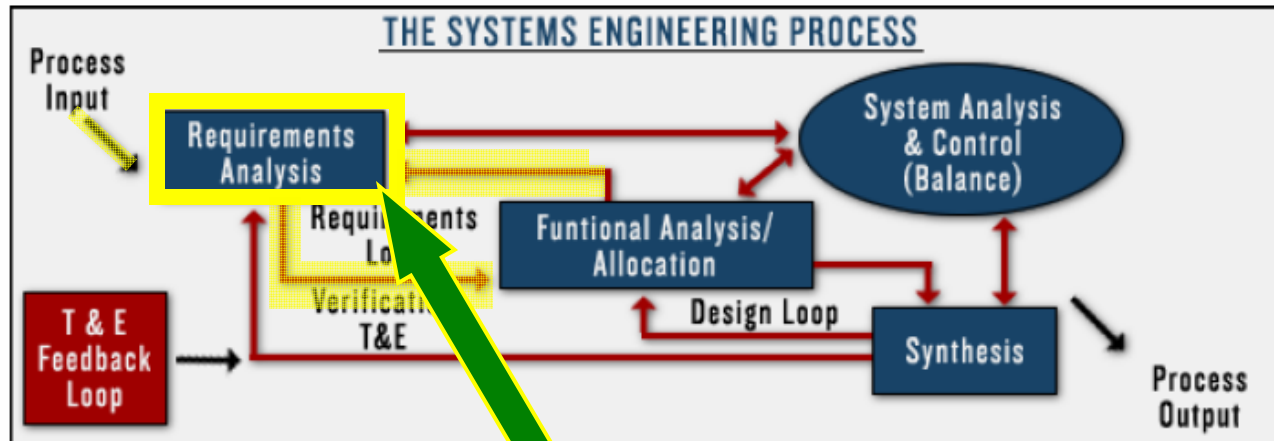 THE SYSTEMS ENGINEERING PROCESS
Process
Input
Requirements
Analysis
System Analysis
& Control
(Balance)
Requirements
Funtional Analysis/
Allocation
T & E
Feedback
Loop
T&E
Design Loop
Synthesis
Process
Output